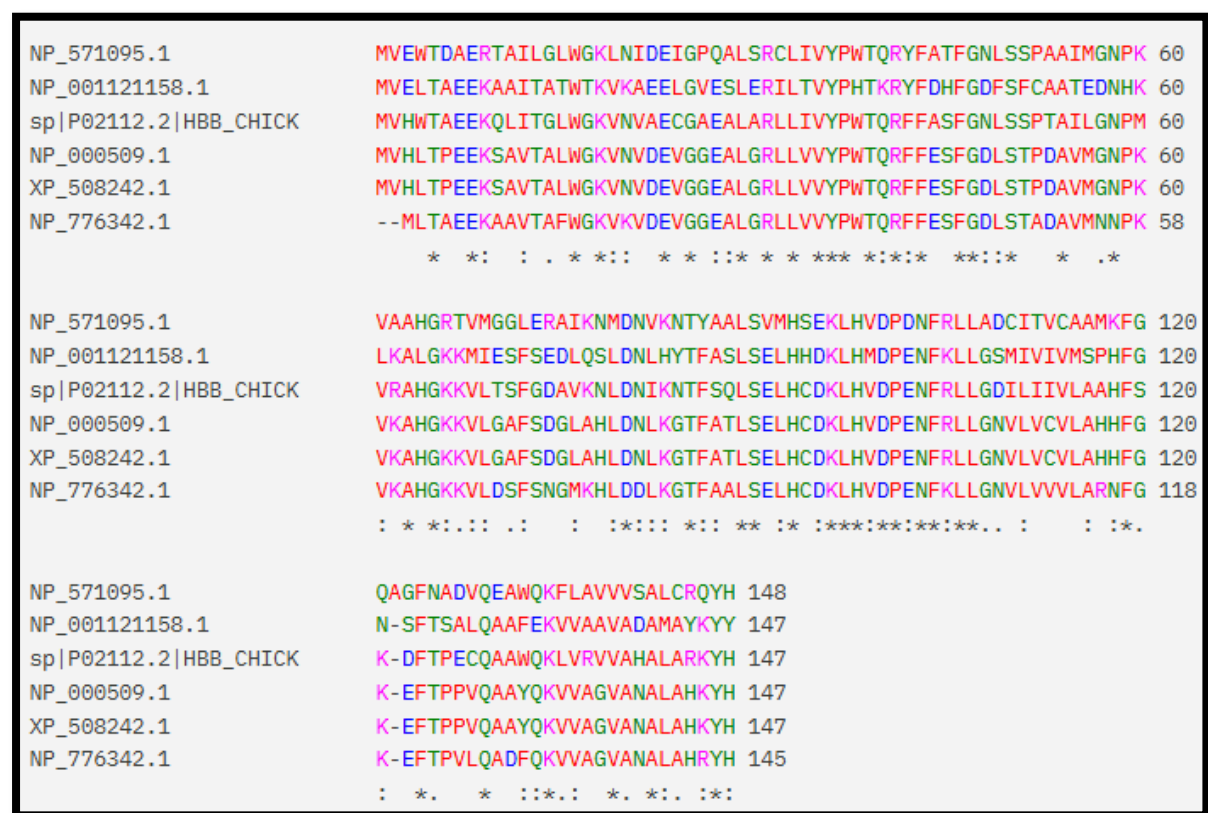 NP_571095.1 MVEWTDAERTAILGLWGKLNIDEIGPQALSRCLIVYPWTQRYFATFGNLSSPAAIMGNPK 60
NP_001121158.1 MVELTAEEKAAITATWTKVKAEELGVESLERILTVYPHTKRYFDHFGDFSFCAATEDNHK 60
sp|P02112.2|HBB_CHICK MVHWTAEEKQLITGLWGKVNVAECGAEALARLLIVYPWTQRFFASFGNLSSPTAILGNPM 60
NP_000509.1 MVHLTPEEKSAVTALWGKVNVDEVGGEALGRLLVVYPWTQRFFESFGDLSTPDAVMGNPK 60
XP_508242.1 MVHLTPEEKSAVTALWGKVNVDEVGGEALGRLLVVYPWTQRFFESFGDLSTPDAVMGNPK 60
NP_776342.1 --MLTAEEKAAVTAFWGKVKVDEVGGEALGRLLVVYPWTQRFFESFGDLSTADAVMNNPK 58
* *: : . * *:: * * ::* * * *** *:*:* **::* * .*
NP_571095.1 VAAHGRTVMGGLERAIKNMDNVKNTYAALSVMHSEKLHVDPDNFRLLADCITVCAAMKFG 120
NP_001121158.1 LKALGKKMIESFSEDLQSLDNLHYTFASLSELHHDKLHMDPENFKLLGSMIVIVMSPHFG 120
sp|P02112.2|HBB_CHICK VRAHGKKVLTSFGDAVKNLDNIKNTFSQLSELHCDKLHVDPENFRLLGDILIIVLAAHFS 120
NP_000509.1 VKAHGKKVLGAFSDGLAHLDNLKGTFATLSELHCDKLHVDPENFRLLGNVLVCVLAHHFG 120
XP_508242.1 VKAHGKKVLGAFSDGLAHLDNLKGTFATLSELHCDKLHVDPENFRLLGNVLVCVLAHHFG 120
NP_776342.1 VKAHGKKVLDSFSNGMKHLDDLKGTFAALSELHCDKLHVDPENFKLLGNVLVVVLARNFG 118
: * *:.:: .: : :*::: *:: ** :* :***:**:**:**.. : : :*.
NP_571095.1 QAGFNADVQEAWQKFLAVVVSALCRQYH 148
NP_001121158.1 N-SFTSALQAAFEKVVAAVADAMAYKYY 147
sp|P02112.2|HBB_CHICK K-DFTPECQAAWQKLVRVVAHALARKYH 147
NP_000509.1 K-EFTPPVQAAYQKVVAGVANALAHKYH 147
XP_508242.1 K-EFTPPVQAAYQKVVAGVANALAHKYH 147
NP_776342.1 K-EFTPVLQADFQKVVAGVANALAHRYH 145
: *. * ::*.: *. *:. :*: